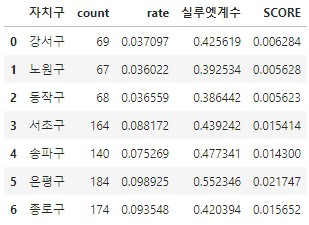 자치구 count rate 실루엣계수 SCORE
0 강서구 69 0.037097 0.425619 0.006284
1 노원구 67 0.036022 0.392534 0.005628
2 동작구 68 0.036559 0.386442 0.005623
3 서초구 164 0.088172 0.439242 0.015414
4 송파구 140 0.075269 0.477341 0.014300
5 은평구 184 0.098925 0.552346 0.021747
6 종로구 174 0.093548 0.420394 0.015652